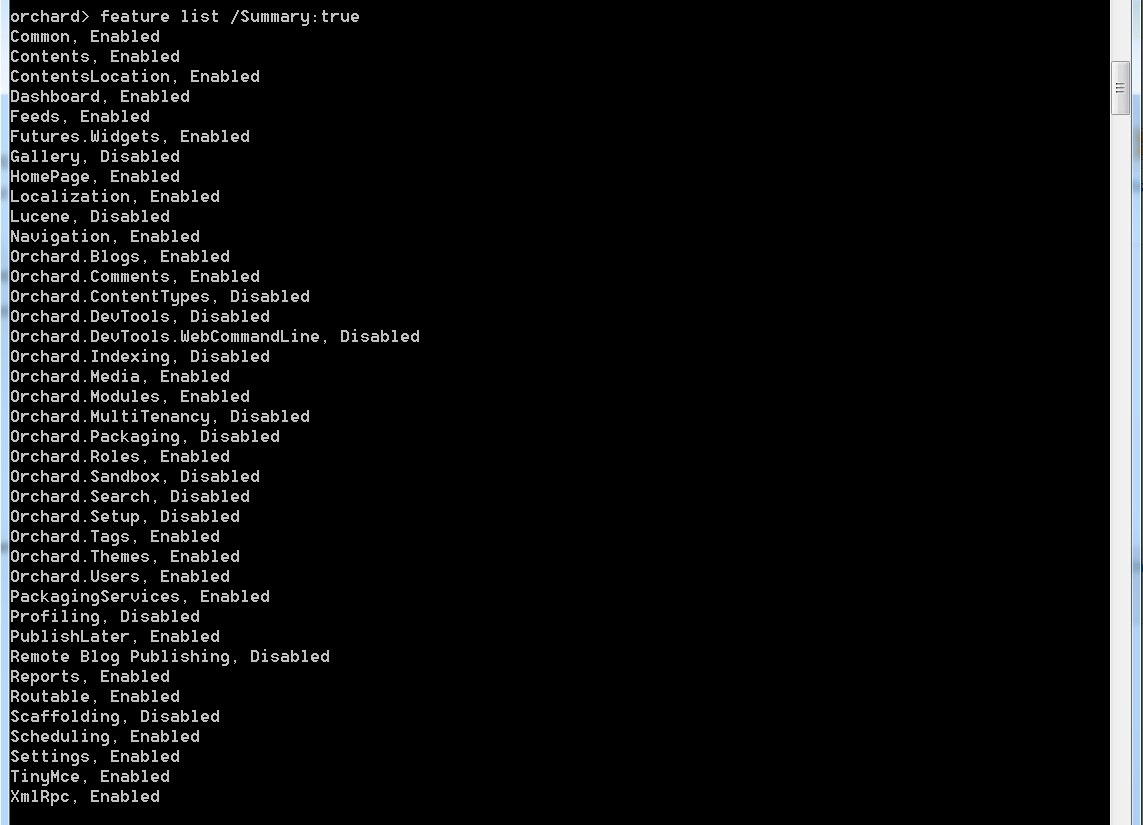 orchard> feature list /Summary:true
Common, Enabled
Contents, Enabled
ContentsLocation, Enabled
Dashboard, Enabled
Feeds, Enabled
Futures.Widgets, Enabled
Gallery, Disabled
HomePage, Enabled
Localization, Enabled
Lucene, Disabled
Navigation, Enabled
Orchard.Blogs, Enabled
Orchard.Comments, Enabled
Orchard.ContentTypes, Disabled
Orchard.DevTools, Disabled
Orchard.DevTools.WebCommandLine, Disabled
Orchard.Indexing, Disabled
Orchard.Media, Enabled
Orchard.Modules, Enabled
Orchard.MultiTenancy, Disabled
Orchard.Packaging, Disabled
Orchard.Roles, Enabled
Orchard.Sandbox, Disabled
Orchard.Search, Disabled
Orchard.Setup, Disabled
Orchard.Tags, Enabled
Orchard.Themes, Enabled
Orchard.Users, Enabled
PackagingServices, Enabled
Profiling, Disabled
PublishLater, Enabled
Remote Blog Publishing, Disabled
Reports, Enabled
Routable, Enabled
Scaffolding, Disabled
Scheduling, Enabled
Settings, Enabled
TinyMce, Enabled
XmlRpc, Enabled